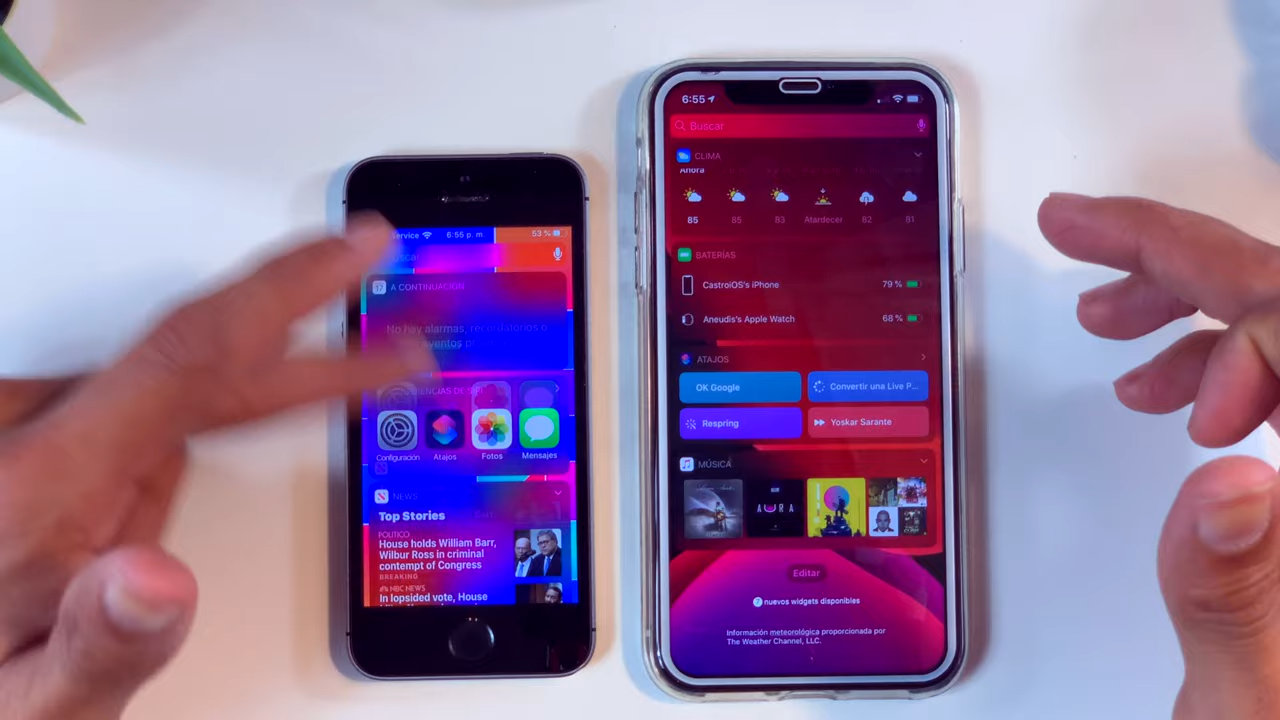 ervice
6:55 p. m.
53 %
A CONTINUACIÓN
No hay alarmas, recordatorios o
Configuración
Atajos
Fotos
Mensajes
NEWS
Top Stories
POLITICO
House holds William Barr,
Wilbur Ross in criminal
contempt of Congress
BREAKING
NBC NEWS
In lopsided vote, House
6:55
Buscar
CLIMA
Ahora
85
85
83
Atardecer
82
81
BATERÍAS
CastroiOS's iPhone
79 %
Aneudis's Apple Watch
68 %
ATAJOS
OK Google
Convertir una Live P...
Respring
Yoskar Sarante
MÚSICA
AURA
Editar
7 nuevos widgets disponibles
Información meteorológica proporcionada por
The Weather Channel, LLC.